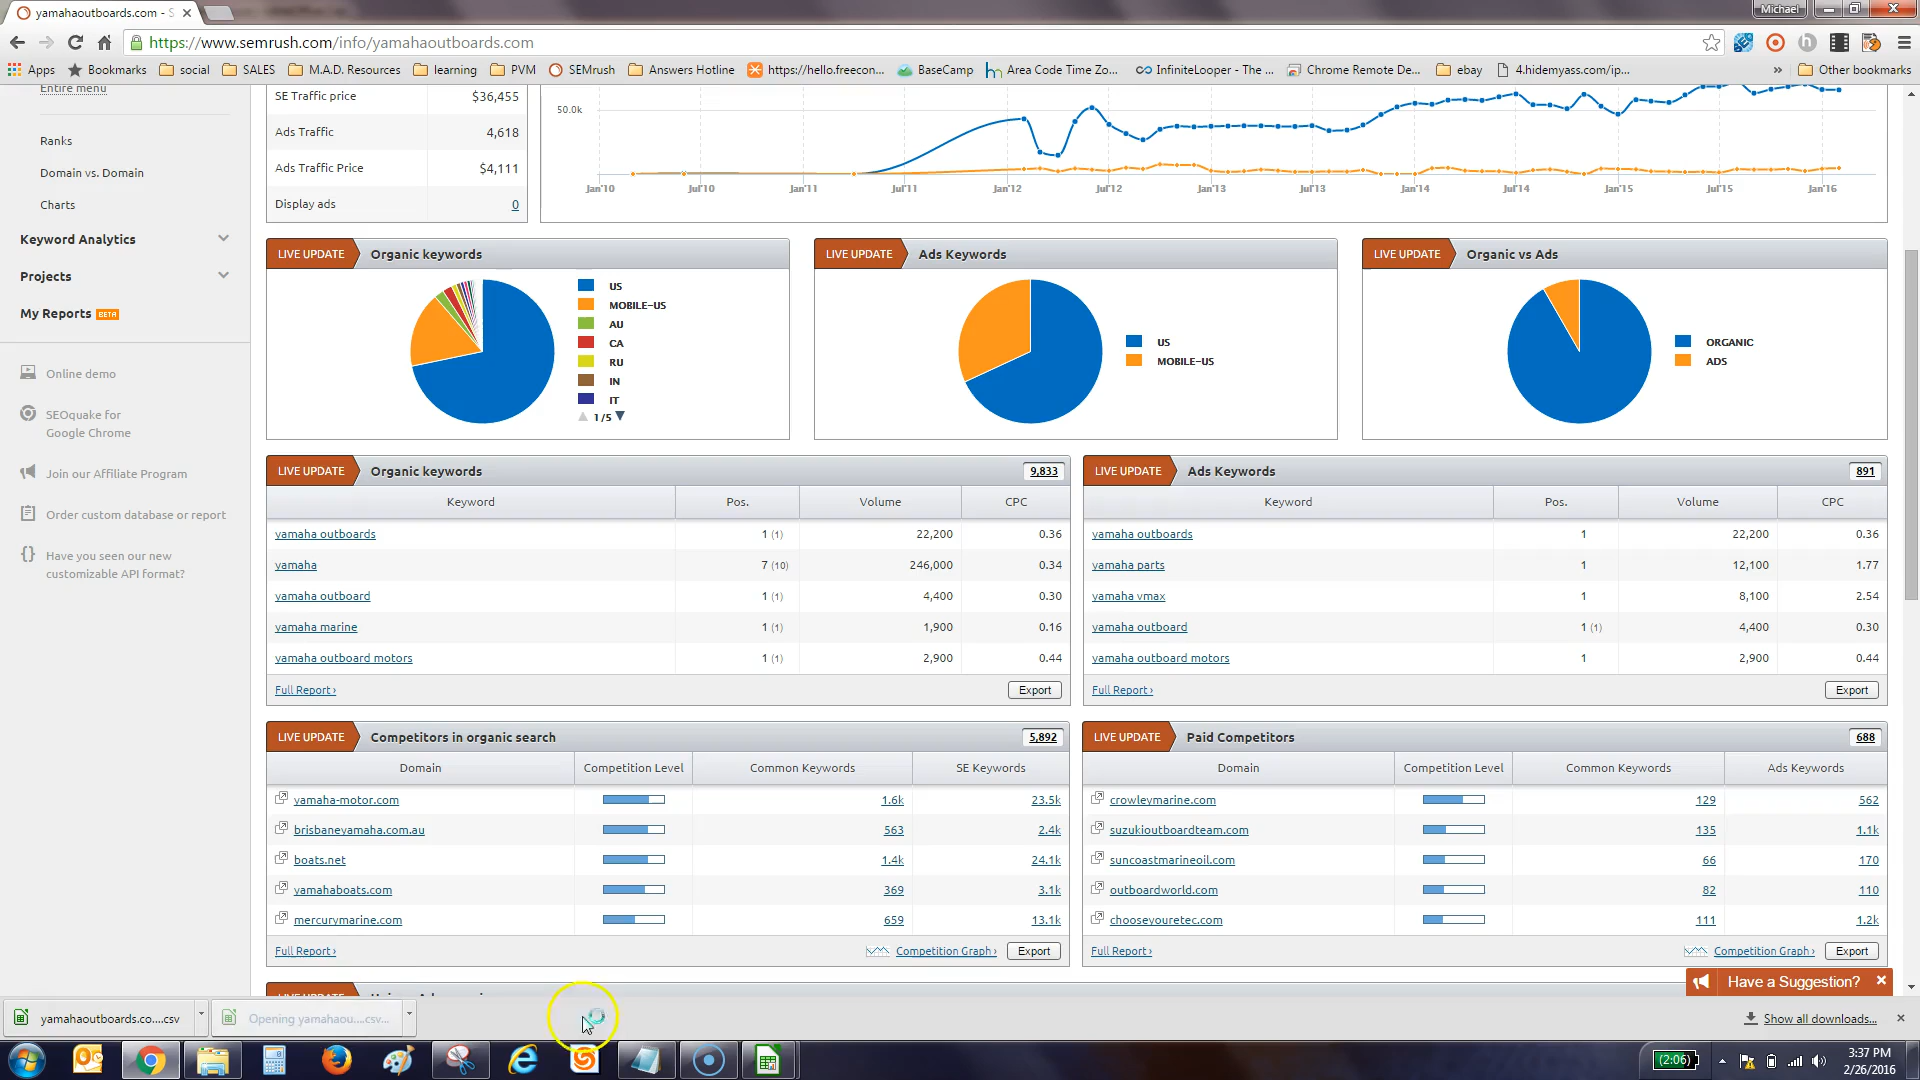 yamahaoutboards.com - S
Michael
https://www.semrush.com/info/yamahaoutboards.com
Apps
Bookmarks
social
SALES
M.A.D. Resources
learning
PVM
SEMrush
Answers Hotline
https://hello.freecon...
BaseCamp
Area Code Time Zo...
InfiniteLooper - The ...
Chrome Remote De...
ebay
4.hidemyass.com/ip...
»
Other bookmarks
Entire menu
Ranks
Domain vs. Domain
Charts
Keyword Analytics
Projects
My Reports BETA
Online demo
SEOquake for
Google Chrome
Join our Affiliate Program
Order custom database or report
Have you seen our new
customizable API format?
SE Traffic price $36,455
Ads Traffic 4,618
Ads Traffic Price $4,111
Display ads 0
50.0k
Jan'10 Jul'10 Jan'11 Jul'11 Jan'12 Jul'12 Jan'13 Jul'13 Jan'14 Jul'14 Jan'15 Jul'15 Jan'16
LIVE UPDATE Organic keywords
US
MOBILE-US
AU
CA
RU
IN
IT
1/5
LIVE UPDATE Ads Keywords
US
MOBILE-US
LIVE UPDATE Organic vs Ads
ORGANIC
ADS
LIVE UPDATE Organic keywords 9,833
Keyword Pos. Volume CPC
yamaha outboards 1 (1) 22,200 0.36
yamaha 7 (10) 246,000 0.34
yamaha outboard 1 (1) 4,400 0.30
yamaha marine 1 (1) 1,900 0.16
yamaha outboard motors 1 (1) 2,900 0.44
Full Report › Export
LIVE UPDATE Ads Keywords 891
Keyword Pos. Volume CPC
yamaha outboards 1 22,200 0.36
yamaha parts 1 12,100 1.77
yamaha vmax 1 8,100 2.54
yamaha outboard 1 (1) 4,400 0.30
yamaha outboard motors 1 2,900 0.44
Full Report › Export
LIVE UPDATE Competitors in organic search 5,892
Domain Competition Level Common Keywords SE Keywords
yamaha-motor.com 1.6k 23.5k
brisbaneyamaha.com.au 563 2.4k
boats.net 1.4k 24.1k
yamahaboats.com 369 3.1k
mercurymarine.com 659 13.1k
Full Report › Competition Graph › Export
LIVE UPDATE Paid Competitors 688
Domain Competition Level Common Keywords Ads Keywords
crowleymarine.com 129 562
suzukioutboardteam.com 135 1.1k
suncoastmarineoil.com 66 170
outboardworld.com 82 110
chooseyouretec.com 111 1.2k
Full Report › Competition Graph › Export
Have a Suggestion?
yamahaoutboards.co....csv
Opening yamahaou....csv...
Show all downloads...
(2:06)
3:37 PM
2/26/2016